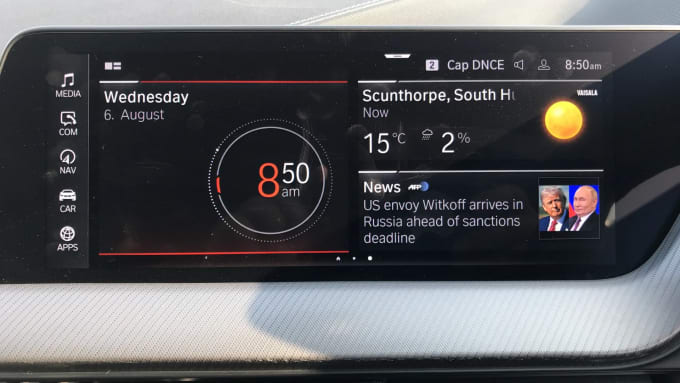 2 Cap DNCE 8:50am
MEDIA
COM
NAV
CAR
APPS
Wednesday
6. August
8 50
am
Scunthorpe, South Hu
Now
VAISALA
15°C 2%
News AFP
US envoy Witkoff arrives in
Russia ahead of sanctions
deadline